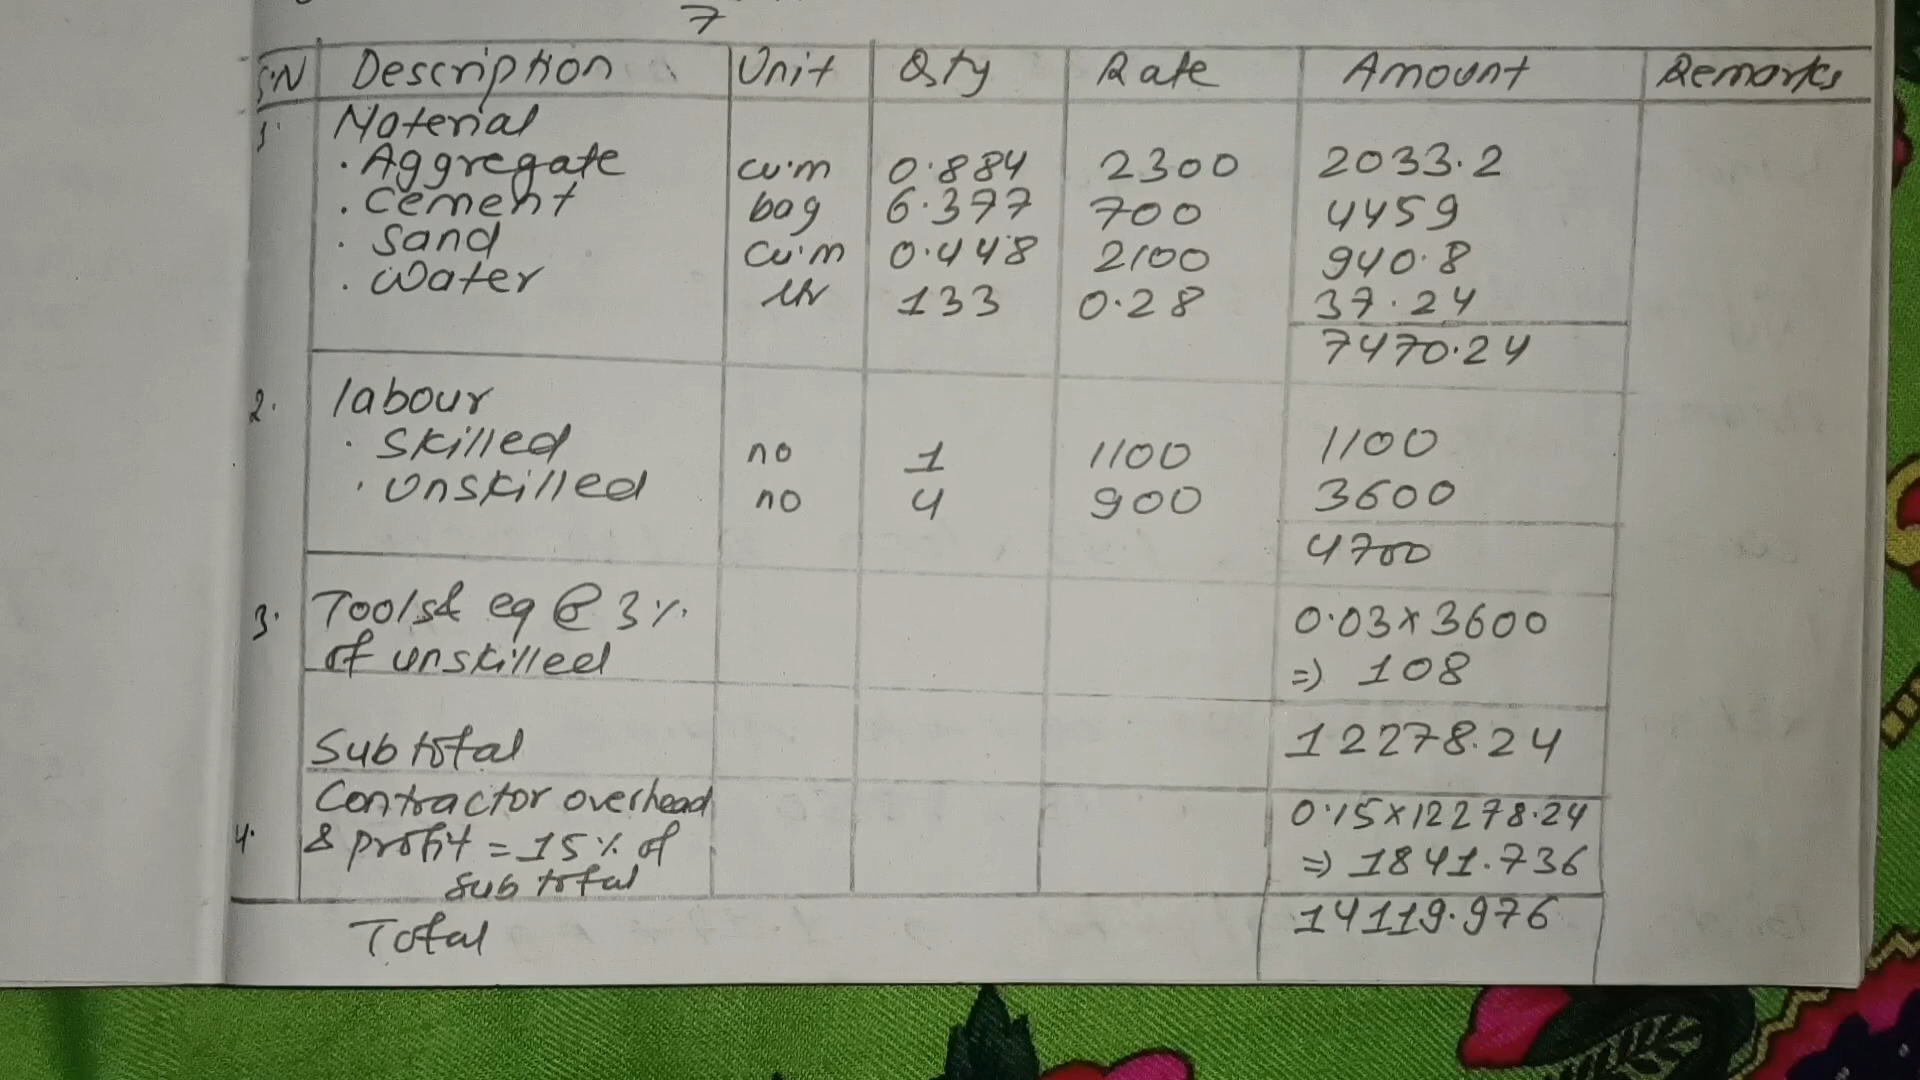 7
S.N Description Unit Qty Rate Amount Remarks
1. Material
. Aggregate cu.m 0.884 2300 2033.2
. Cement bag 6.377 700 4459
. Sand cu.m 0.448 2100 940.8
. Water ltr 133 0.28 37.24
7470.24
2. labour
. Skilled no 1 1100 1100
. Unskilled no 4 900 3600
4700
3. Tools& eq @ 3% 0.03×3600
of unskilled => 108
Subtotal 12278.24
Contractor overhead 0.15×12278.24
4. & profit = 15% of => 1841.736
Sub total
Total 14119.976